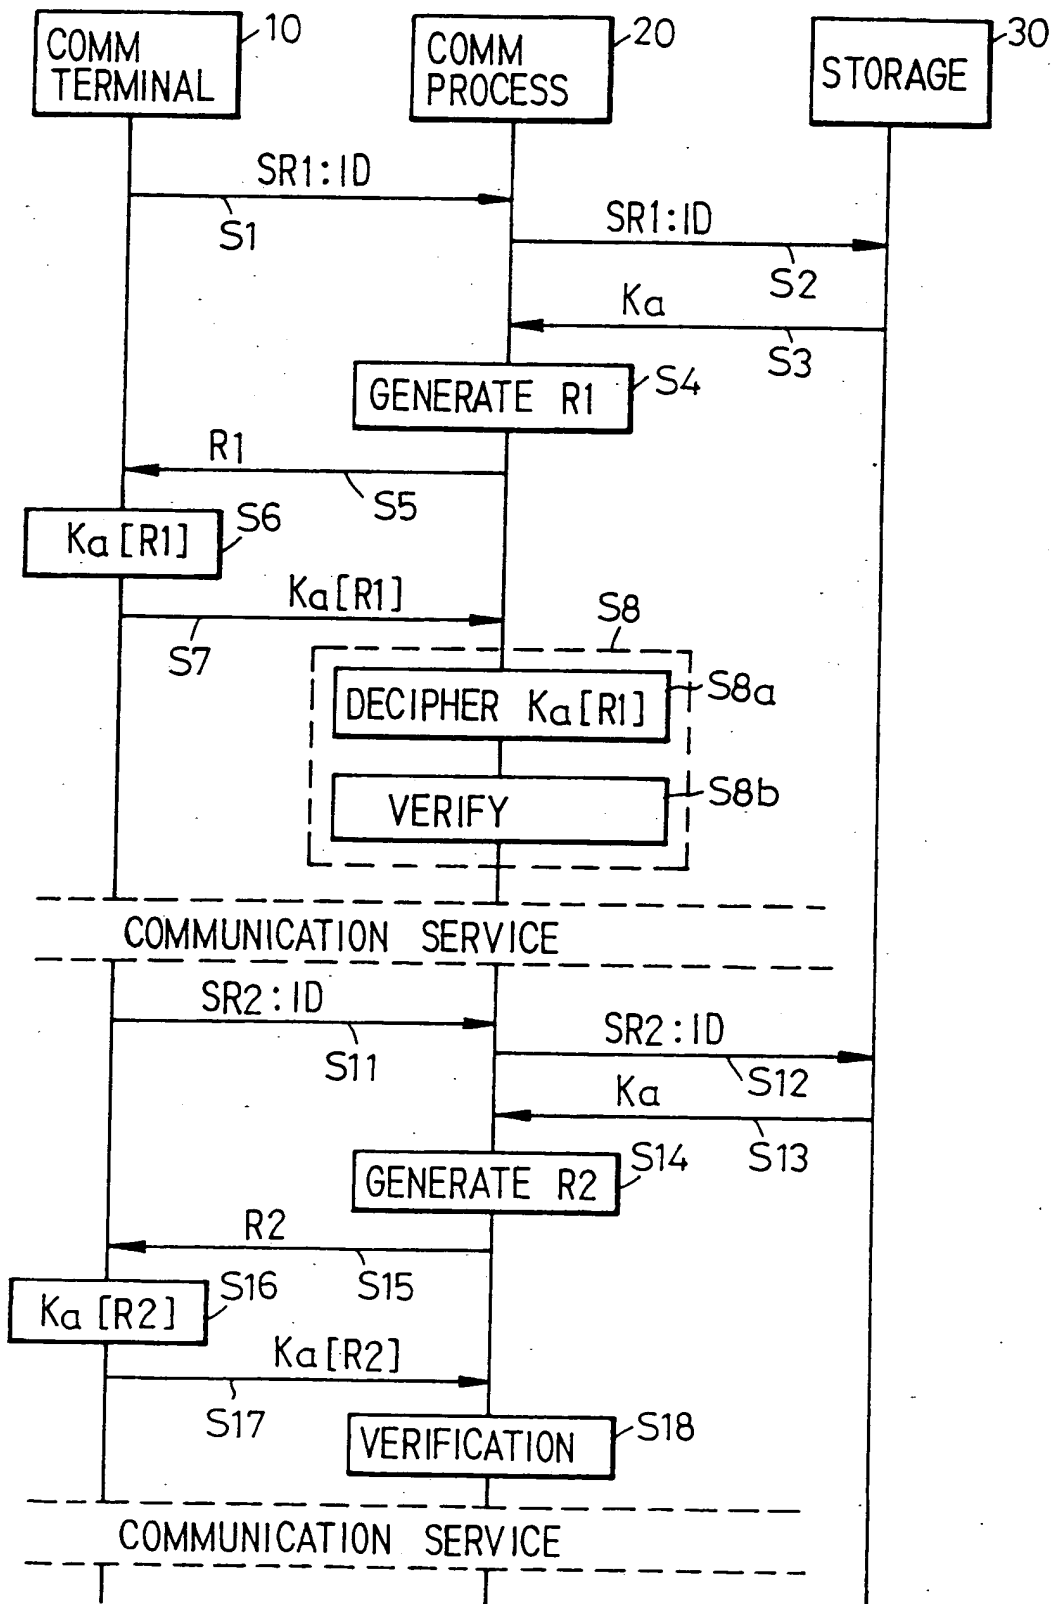 COMM
TERMINAL
10
COMM
PROCESS
20
STORAGE
30
SR1:ID
S1
SR1:ID
S2
Ka
S3
GENERATE R1
S4
R1
S5
Ka[R1]
S6
Ka[R1]
S7
S8
DECIPHER Ka[R1]
S8a
VERIFY
S8b
COMMUNICATION SERVICE
SR2:ID
S11
SR2:ID
S12
Ka
S13
GENERATE R2
S14
R2
S15
Ka[R2]
S16
Ka[R2]
S17
VERIFICATION
S18
COMMUNICATION SERVICE